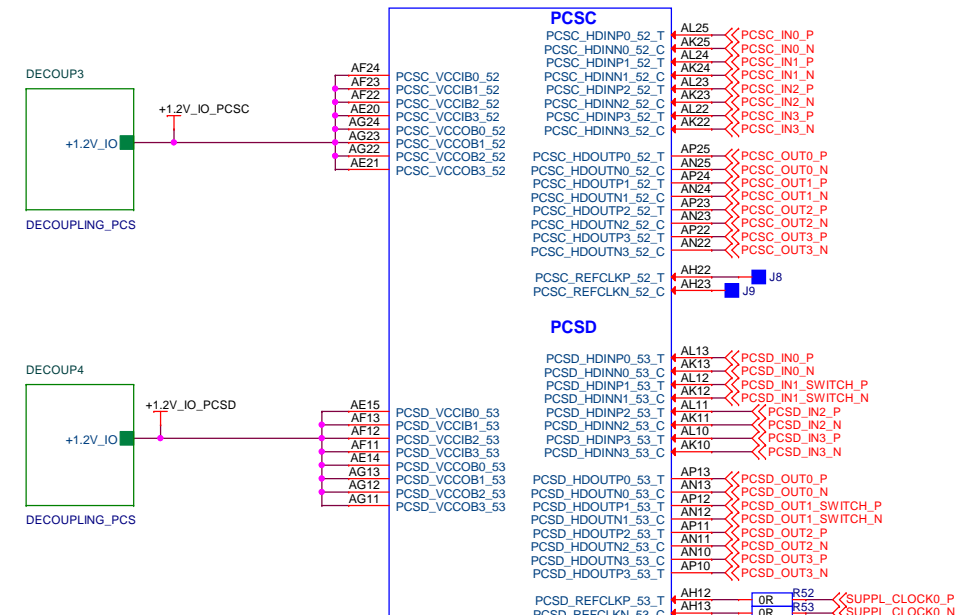 PCSC
DECOUP3
+1.2V_IO_PCSC
+1.2V_IO
DECOUPLING_PCS
AF24 PCSC_VCCIB0_52
AF23 PCSC_VCCIB1_52
AF22 PCSC_VCCIB2_52
AE20 PCSC_VCCIB3_52
AG24 PCSC_VCCOB0_52
AG23 PCSC_VCCOB1_52
AG22 PCSC_VCCOB2_52
AE21 PCSC_VCCOB3_52
PCSC_HDINP0_52_T AL25 PCSC_IN0_P
PCSC_HDINN0_52_C AK25 PCSC_IN0_N
PCSC_HDINP1_52_T AL24 PCSC_IN1_P
PCSC_HDINN1_52_C AK24 PCSC_IN1_N
PCSC_HDINP2_52_T AL23 PCSC_IN2_P
PCSC_HDINN2_52_C AK23 PCSC_IN2_N
PCSC_HDINP3_52_T AL22 PCSC_IN3_P
PCSC_HDINN3_52_C AK22 PCSC_IN3_N
PCSC_HDOUTP0_52_T AP25 PCSC_OUT0_P
PCSC_HDOUTN0_52_C AN25 PCSC_OUT0_N
PCSC_HDOUTP1_52_T AP24 PCSC_OUT1_P
PCSC_HDOUTN1_52_C AN24 PCSC_OUT1_N
PCSC_HDOUTP2_52_T AP23 PCSC_OUT2_P
PCSC_HDOUTN2_52_C AN23 PCSC_OUT2_N
PCSC_HDOUTP3_52_T AP22 PCSC_OUT3_P
PCSC_HDOUTN3_52_C AN22 PCSC_OUT3_N
PCSC_REFCLKP_52_T AH22 J8
PCSC_REFCLKN_52_C AH23 J9
PCSD
DECOUP4
+1.2V_IO_PCSD
+1.2V_IO
DECOUPLING_PCS
AE15 PCSD_VCCIB0_53
AF13 PCSD_VCCIB1_53
AF12 PCSD_VCCIB2_53
AF11 PCSD_VCCIB3_53
AE14 PCSD_VCCOB0_53
AG13 PCSD_VCCOB1_53
AG12 PCSD_VCCOB2_53
AG11 PCSD_VCCOB3_53
PCSD_HDINP0_53_T AL13 PCSD_IN0_P
PCSD_HDINN0_53_C AK13 PCSD_IN0_N
PCSD_HDINP1_53_T AL12 PCSD_IN1_SWITCH_P
PCSD_HDINN1_53_C AK12 PCSD_IN1_SWITCH_N
PCSD_HDINP2_53_T AL11 PCSD_IN2_P
PCSD_HDINN2_53_C AK11 PCSD_IN2_N
PCSD_HDINP3_53_T AL10 PCSD_IN3_P
PCSD_HDINN3_53_C AK10 PCSD_IN3_N
PCSD_HDOUTP0_53_T AP13 PCSD_OUT0_P
PCSD_HDOUTN0_53_C AN13 PCSD_OUT0_N
PCSD_HDOUTP1_53_T AP12 PCSD_OUT1_SWITCH_P
PCSD_HDOUTN1_53_C AN12 PCSD_OUT1_SWITCH_N
PCSD_HDOUTP2_53_T AP11 PCSD_OUT2_P
PCSD_HDOUTN2_53_C AN11 PCSD_OUT2_N
PCSD_HDOUTN3_53_C AN10 PCSD_OUT3_P
PCSD_HDOUTP3_53_T AP10 PCSD_OUT3_N
PCSD_REFCLKP_53_T AH12 0R R52 SUPPL_CLOCK0_P
PCSD_REFCLKN_53_C AH13 0R R53 SUPPL_CLOCK0_N